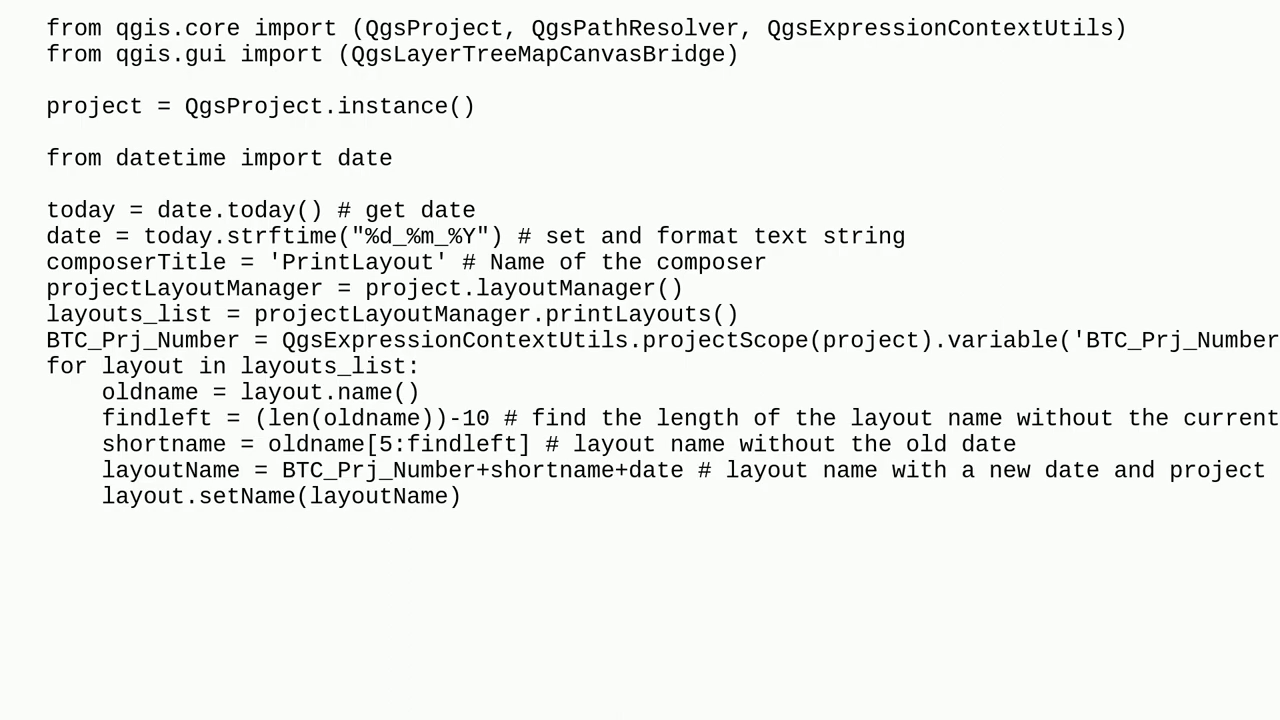 from qgis.core import (QgsProject, QgsPathResolver, QgsExpressionContextUtils)
from qgis.gui import (QgsLayerTreeMapCanvasBridge)
project = QgsProject.instance()
from datetime import date
today = date.today() # get date
date = today.strftime("%d_%m_%Y") # set and format text string
composerTitle = 'PrintLayout' # Name of the composer
projectLayoutManager = project.layoutManager()
layouts_list = projectLayoutManager.printLayouts()
BTC_Prj_Number = QgsExpressionContextUtils.projectScope(project).variable('BTC_Prj_Number
for layout in layouts_list:
    oldname = layout.name()
    findleft = (len(oldname))-10 # find the length of the layout name without the current
    shortname = oldname[5:findleft] # layout name without the old date
    layoutName = BTC_Prj_Number+shortname+date # layout name with a new date and project
    layout.setName(layoutName)